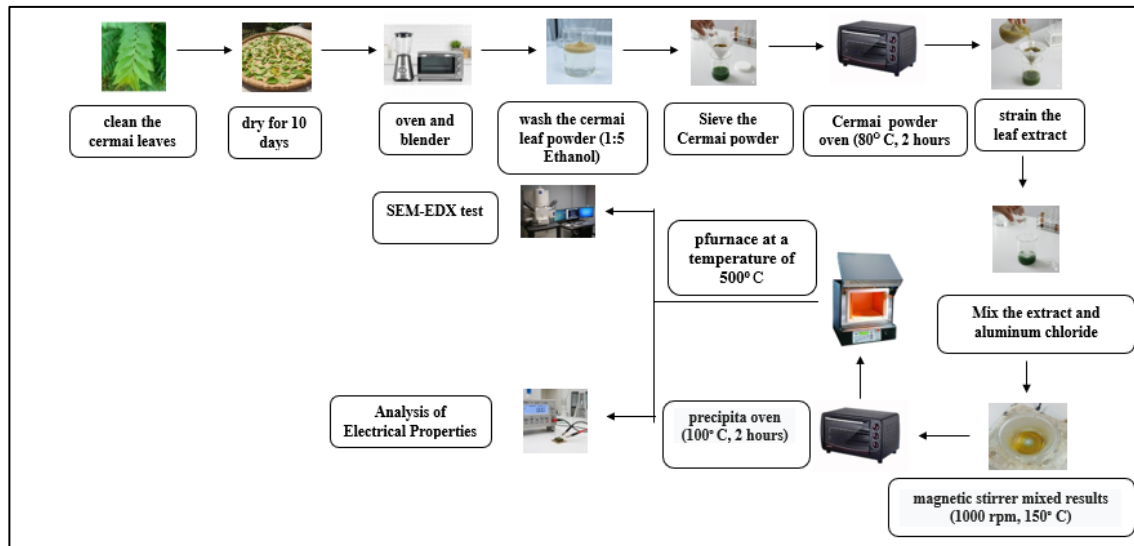 clean the
cermai leaves
dry for 10
days
oven and
blender
wash the cermai
leaf powder (1:5
Ethanol)
Sieve the
Cermai powder
Cermai powder
oven (80° C, 2 hours
strain the
leaf extract
SEM-EDX test
pfurnace at a
temperature of
500° C
Mix the extract and
aluminum chloride
Analysis of
Electrical Properties
precipita oven
(100° C, 2 hours)
magnetic stirrer mixed results
(1000 rpm, 150° C)